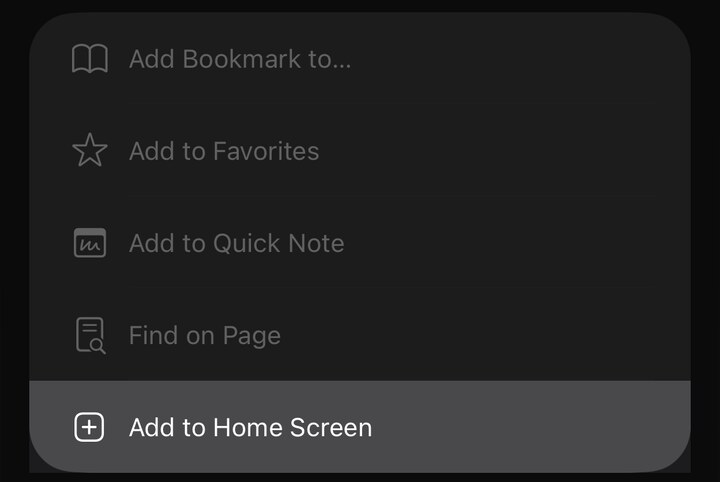 Add Bookmark to...
Add to Favorites
Add to Quick Note
Find on Page
Add to Home Screen